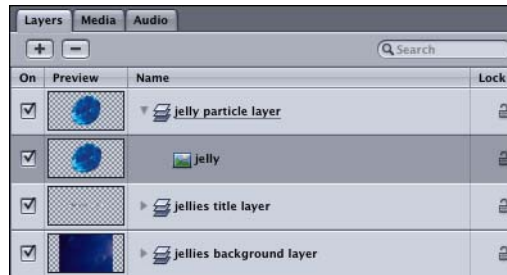 Layers Media Audio
+ − Search
On Preview Name Lock
jelly particle layer
jelly
jellies title layer
jellies background layer